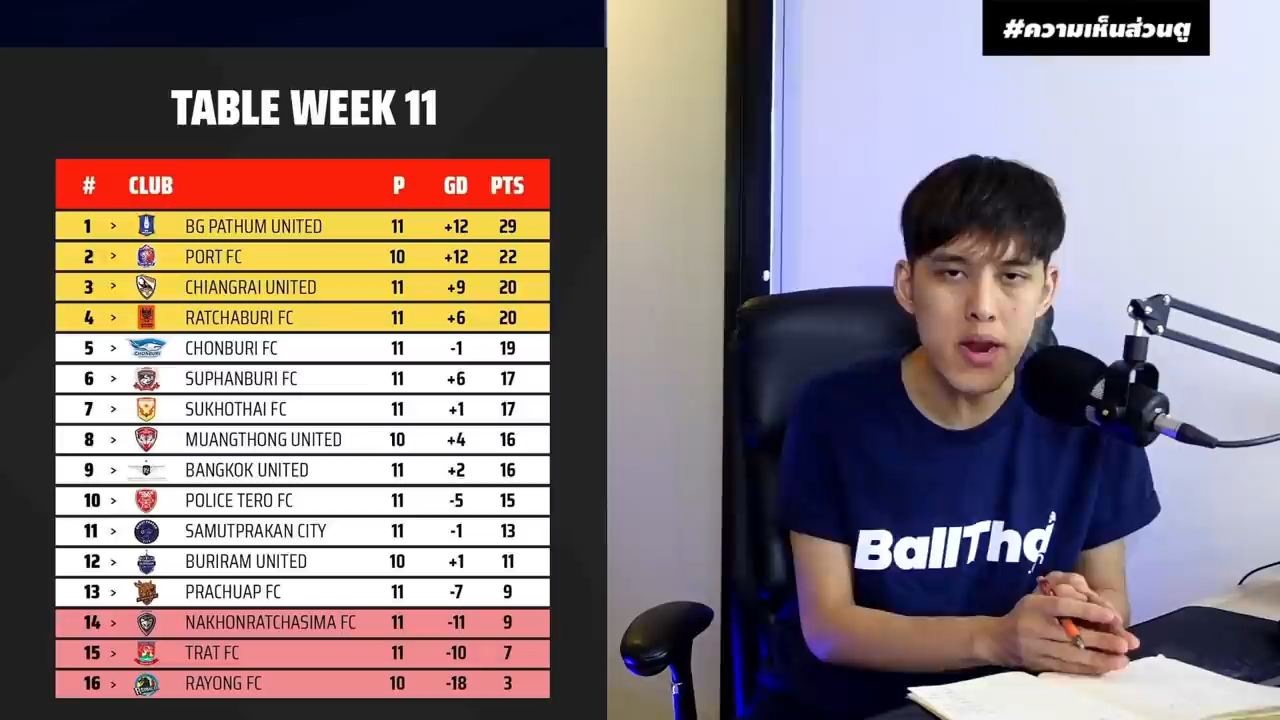 #ความเห็นส่วนตู
TABLE WEEK 11
# CLUB P GD PTS
1 > BG PATHUM UNITED 11 +12 29
2 > PORT FC 10 +12 22
3 > CHIANGRAI UNITED 11 +9 20
4 > RATCHABURI FC 11 +6 20
5 > CHONBURI FC 11 -1 19
6 > SUPHANBURI FC 11 +6 17
7 > SUKHOTHAI FC 11 +1 17
8 > MUANGTHONG UNITED 10 +4 16
9 > BANGKOK UNITED 11 +2 16
10 > POLICE TERO FC 11 -5 15
11 > SAMUTPRAKAN CITY 11 -1 13
12 > BURIRAM UNITED 10 +1 11
13 > PRACHUAP FC 11 -7 9
14 > NAKHONRATCHASIMA FC 11 -11 9
15 > TRAT FC 11 -10 7
16 > RAYONG FC 10 -18 3
BallTha